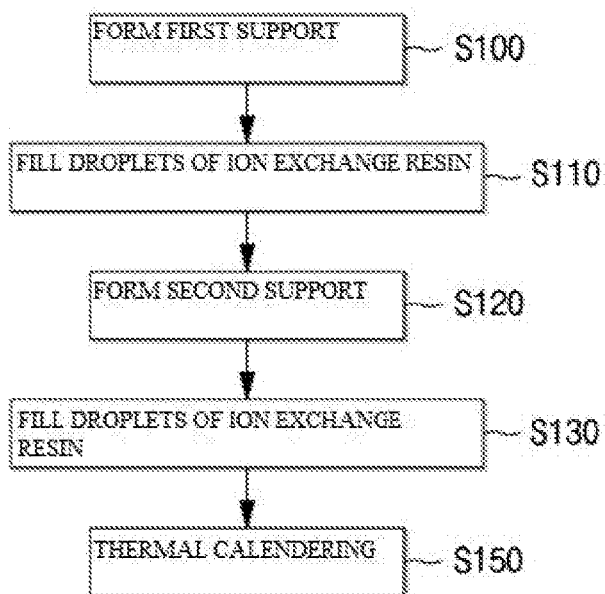 FORM FIRST SUPPORT
S100
FILL DROPLETS OF ION EXCHANGE RESIN
S110
FORM SECOND SUPPORT
S120
FILL DROPLETS OF ION EXCHANGE
RESIN
S130
THERMAL CALENDERING
S150